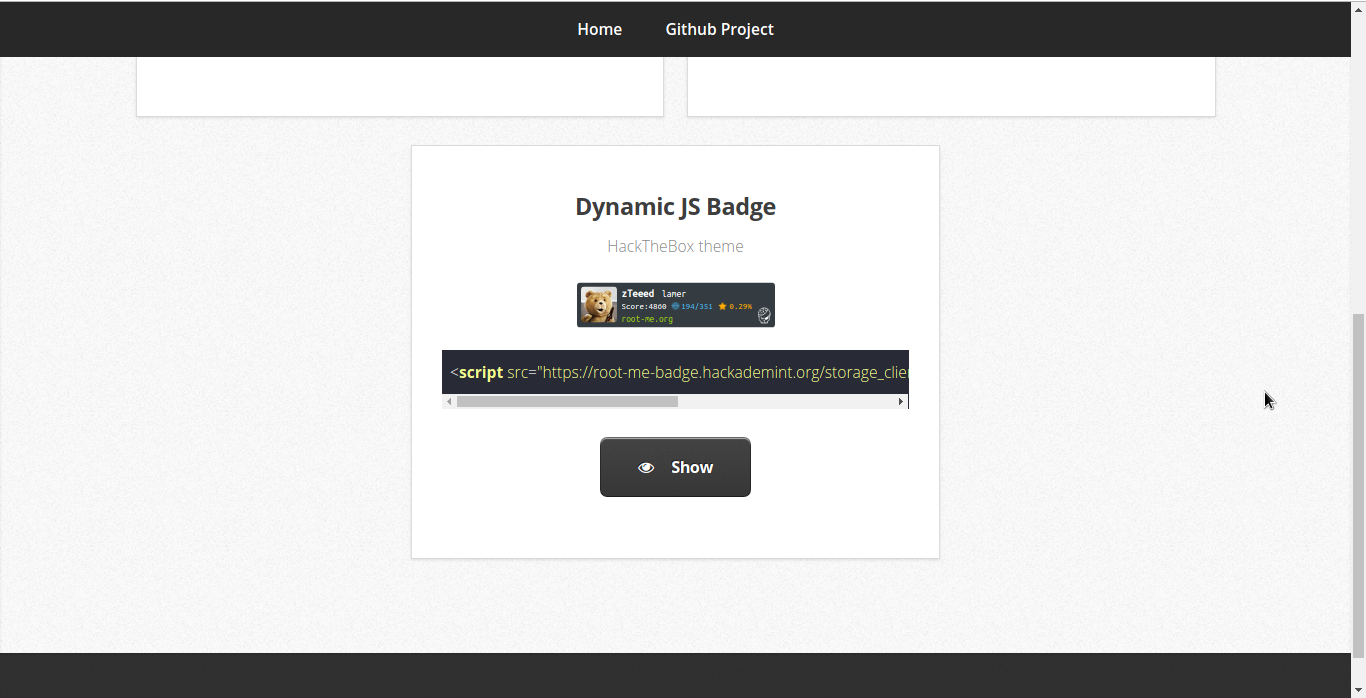 Home Github Project
Dynamic JS Badge
HackTheBox theme
zTeeed lamer
Score:4860 194/351 0.29%
root-me.org
<script src="https://root-me-badge.hackademint.org/storage_clie
Show